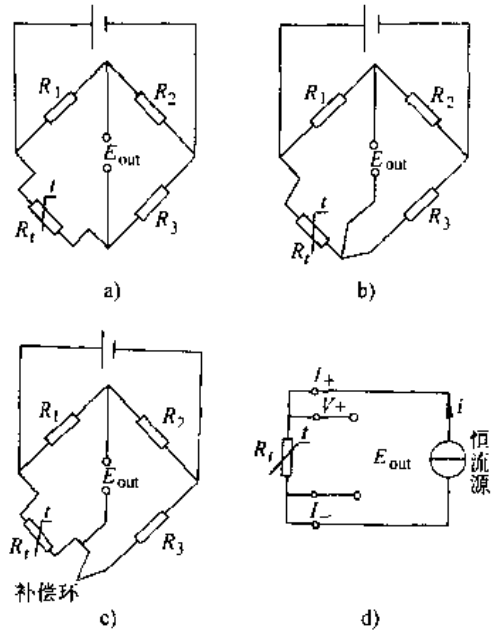 R1
R2
Eout
t
Rt
R3
a)
R1
R2
Eout
t
Rt
R3
b)
R1
R2
Eout
t
Rt
R3
补偿环
c)
I+
V+
t
Rt
Eout
i
恒流源
I−
d)